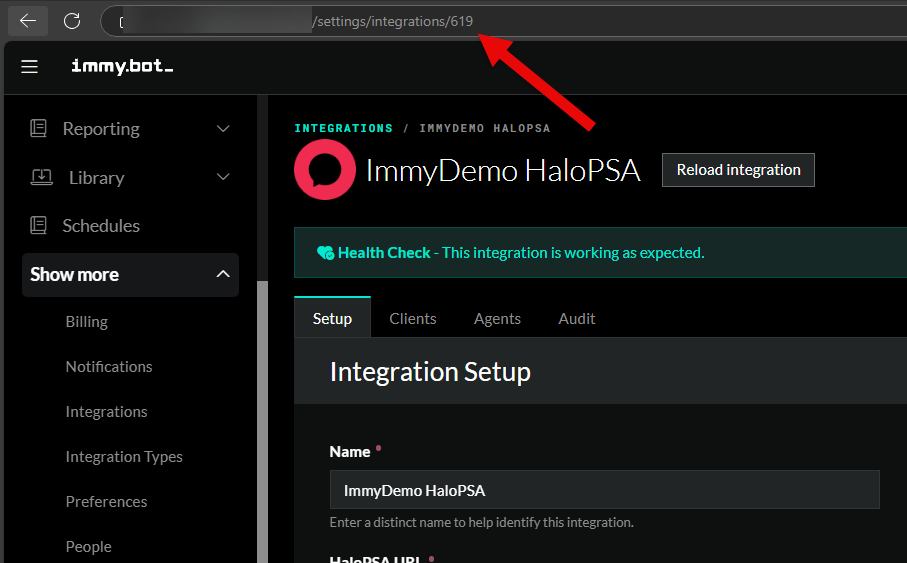 /settings/integrations/619
immy.bot_
Reporting
Library
Schedules
Show more
Billing
Notifications
Integrations
Integration Types
Preferences
People
INTEGRATIONS / IMMYDEMO HALOPSA
ImmyDemo HaloPSA
Reload integration
Health Check - This integration is working as expected.
Setup
Clients
Agents
Audit
Integration Setup
Name *
ImmyDemo HaloPSA
Enter a distinct name to help identify this integration.
HaloPSA URL *